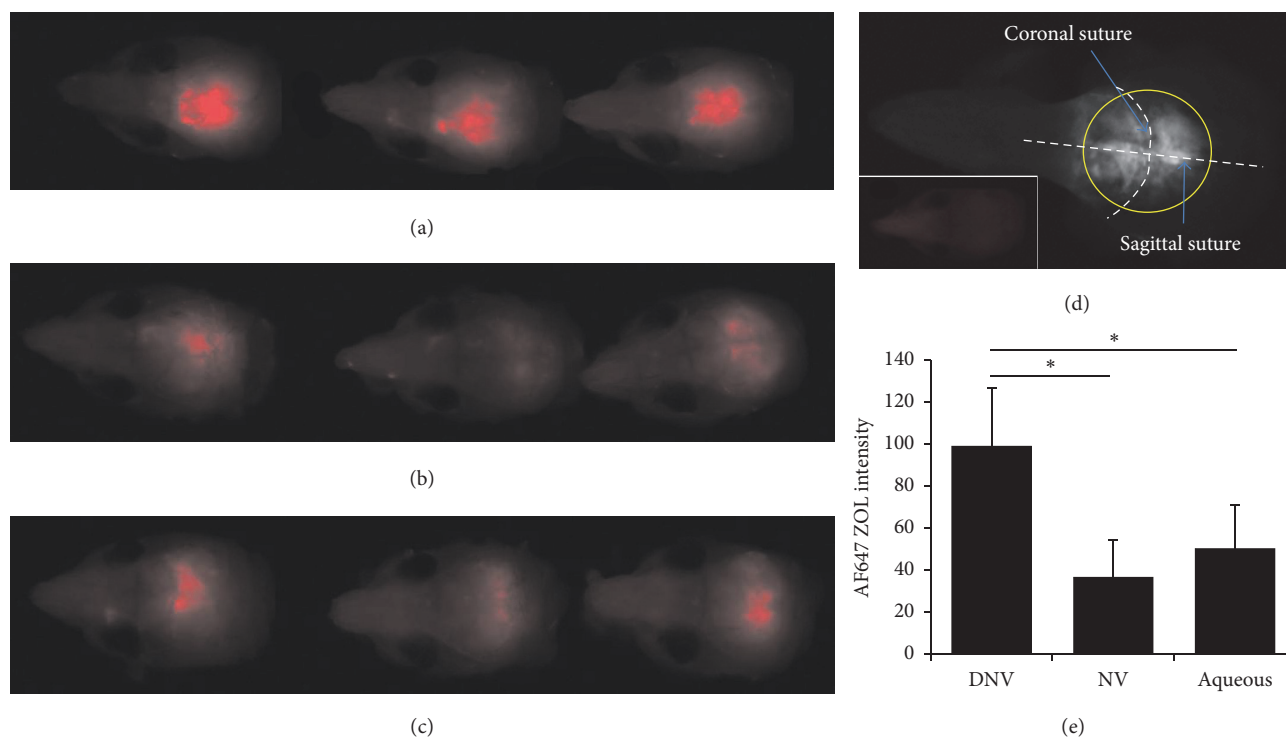 (a)
(b)
(c)
Coronal suture
Sagittal suture
(d)
*
*
AF647 ZOL intensity
140
120
100
80
60
40
20
0
DNV NV Aqueous
(e)